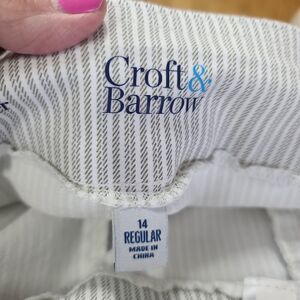 Croft &
Barrow
14
REGULAR
MADE IN
CHINA